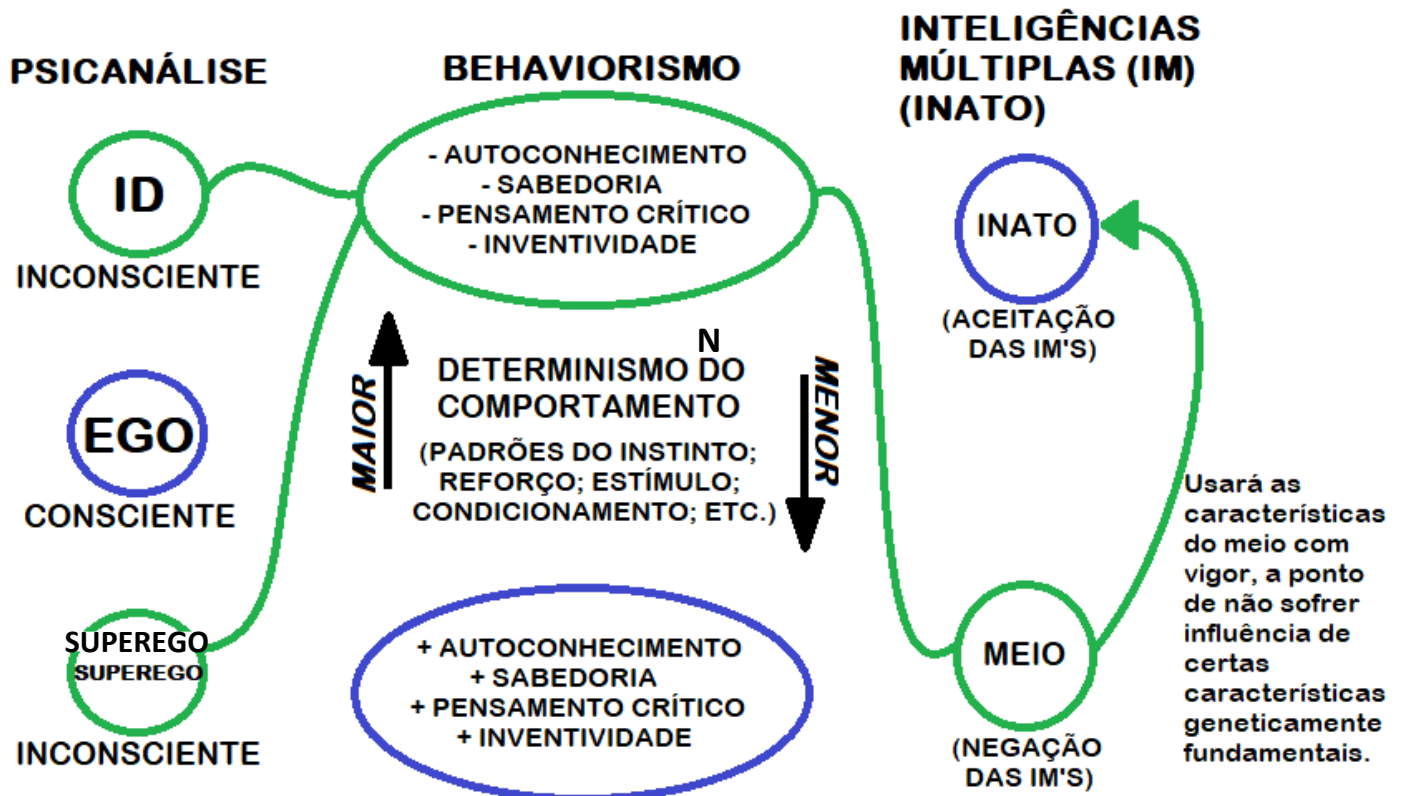 PSICANÁLISE
ID
INCONSCIENTE
EGO
CONSCIENTE
SUPEREGO
SUPEREGO
INCONSCIENTE
BEHAVIORISMO
- AUTOCONHECIMENTO
- SABEDORIA
- PENSAMENTO CRÍTICO
- INVENTIVIDADE
MAIOR
N
DETERMINISMO DO
COMPORTAMENTO
(PADRÕES DO INSTINTO;
REFORÇO; ESTÍMULO;
CONDICIONAMENTO; ETC.)
MENOR
+ AUTOCONHECIMENTO
+ SABEDORIA
+ PENSAMENTO CRÍTICO
+ INVENTIVIDADE
INTELIGÊNCIAS
MÚLTIPLAS (IM)
(INATO)
INATO
(ACEITAÇÃO
DAS IM'S)
MEIO
(NEGAÇÃO
DAS IM'S)
Usará as
características
do meio com
vigor, a ponto
de não sofrer
influência de
certas
características
geneticamente
fundamentais.